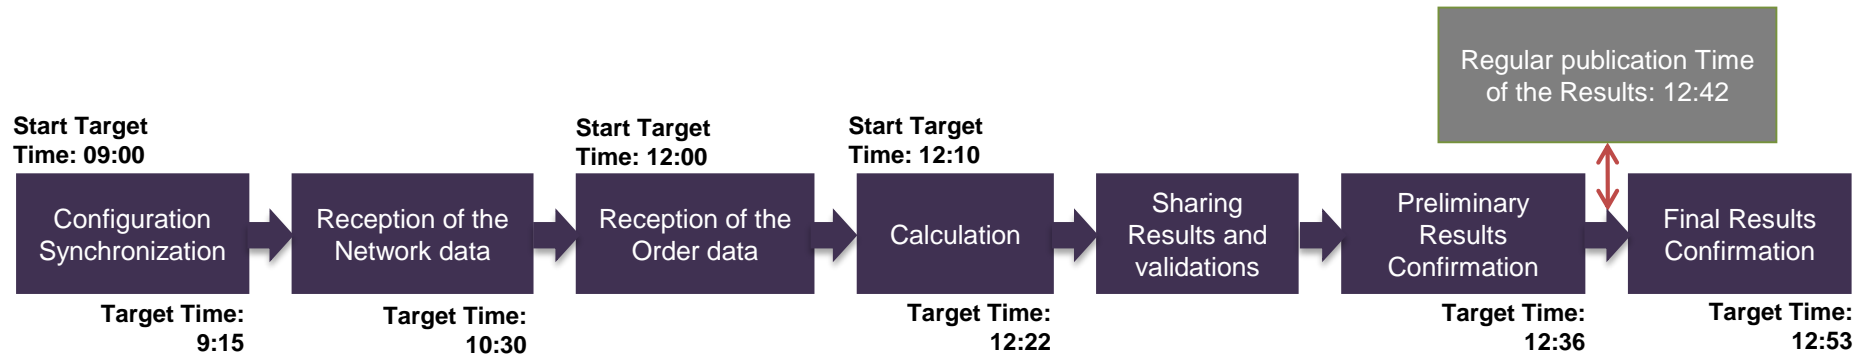 Regular publication Time
of the Results: 12:42
Start Target
Time: 09:00
Start Target
Time: 12:00
Start Target
Time: 12:10
Configuration
Synchronization
Reception of the
Network data
Reception of the
Order data
Calculation
Sharing
Results and
validations
Preliminary
Results
Confirmation
Final Results
Confirmation
Target Time:
9:15
Target Time:
10:30
Target Time:
12:22
Target Time:
12:36
Target Time:
12:53